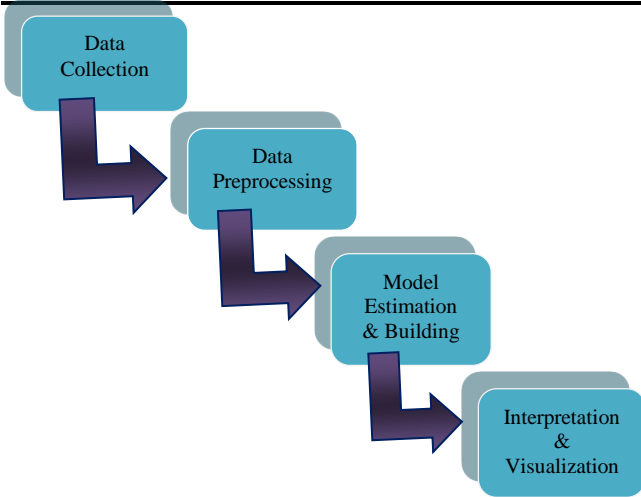 Data
Collection
Data
Preprocessing
Model
Estimation
& Building
Interpretation
&
Visualization